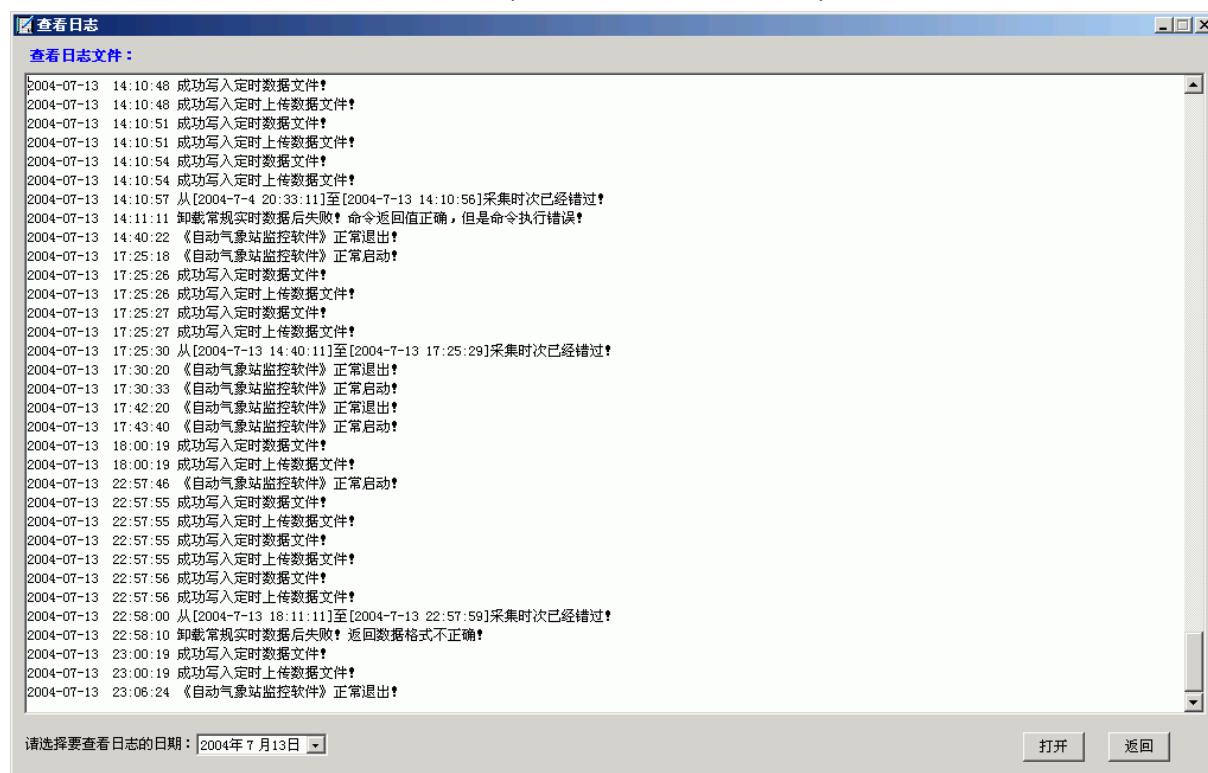 查看日志
查看日志文件：
2004-07-13 14:10:48 成功写入定时数据文件!
2004-07-13 14:10:48 成功写入定时上传数据文件!
2004-07-13 14:10:51 成功写入定时数据文件!
2004-07-13 14:10:51 成功写入定时上传数据文件!
2004-07-13 14:10:54 成功写入定时数据文件!
2004-07-13 14:10:54 成功写入定时上传数据文件!
2004-07-13 14:10:57 从[2004-7-4 20:33:11]至[2004-7-13 14:10:56]采集时次已经错过!
2004-07-13 14:11:11 卸载常规实时数据后失败! 命令返回值正确，但是命令执行错误!
2004-07-13 14:40:22 《自动气象站监控软件》正常退出!
2004-07-13 17:25:18 《自动气象站监控软件》正常启动!
2004-07-13 17:25:26 成功写入定时数据文件!
2004-07-13 17:25:26 成功写入定时上传数据文件!
2004-07-13 17:25:27 成功写入定时数据文件!
2004-07-13 17:25:27 成功写入定时上传数据文件!
2004-07-13 17:25:30 从[2004-7-13 14:40:11]至[2004-7-13 17:25:29]采集时次已经错过!
2004-07-13 17:30:20 《自动气象站监控软件》正常退出!
2004-07-13 17:30:33 《自动气象站监控软件》正常启动!
2004-07-13 17:42:20 《自动气象站监控软件》正常退出!
2004-07-13 17:43:40 《自动气象站监控软件》正常启动!
2004-07-13 18:00:19 成功写入定时数据文件!
2004-07-13 18:00:19 成功写入定时上传数据文件!
2004-07-13 22:57:46 《自动气象站监控软件》正常启动!
2004-07-13 22:57:55 成功写入定时数据文件!
2004-07-13 22:57:55 成功写入定时上传数据文件!
2004-07-13 22:57:55 成功写入定时数据文件!
2004-07-13 22:57:55 成功写入定时上传数据文件!
2004-07-13 22:57:56 成功写入定时数据文件!
2004-07-13 22:57:56 成功写入定时上传数据文件!
2004-07-13 22:58:00 从[2004-7-13 18:11:11]至[2004-7-13 22:57:59]采集时次已经错过!
2004-07-13 22:58:10 卸载常规实时数据后失败! 返回数据格式不正确!
2004-07-13 23:00:19 成功写入定时数据文件!
2004-07-13 23:00:19 成功写入定时上传数据文件!
2004-07-13 23:06:24 《自动气象站监控软件》正常退出!
请选择要查看日志的日期：2004年 7 月13日 打开 返回